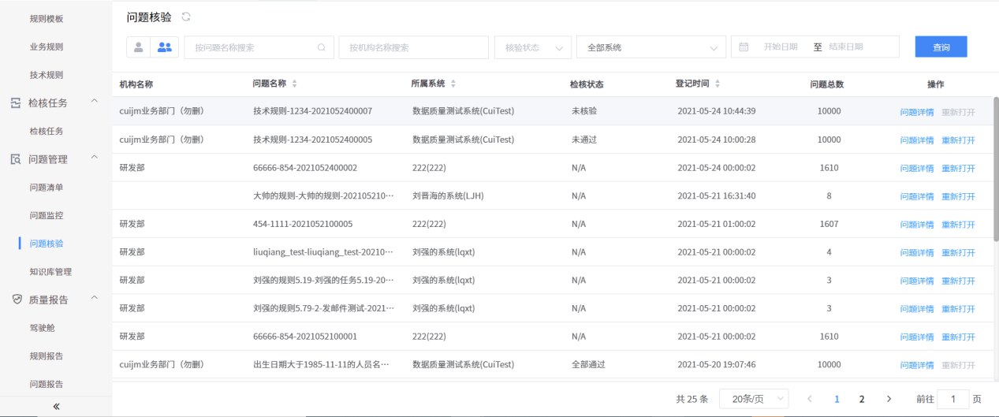 规则模板
业务规则
技术规则
检核任务
检核任务
问题管理
问题清单
问题监控
问题核验
知识库管理
质量报告
驾驶舱
规则报告
问题报告
问题核验
按问题名称搜索 按机构名称搜索 核验状态 全部系统 开始日期 至 结束日期 查询
机构名称 问题名称 所属系统 检核状态 登记时间 问题总数 操作
cuijm业务部门（勿删） 技术规则-1234-2021052400007 数据质量测试系统(CuiTest) 未核验 2021-05-24 10:44:39 10000 问题详情 重新打开
cuijm业务部门（勿删） 技术规则-1234-2021052400005 数据质量测试系统(CuiTest) 未通过 2021-05-24 10:00:28 10000 问题详情 重新打开
研发部 66666-854-2021052400002 222(222) N/A 2021-05-24 00:00:02 1610 问题详情 重新打开
大帅的规则-大帅的规则-202105210··· 刘晋海的系统(LJH) N/A 2021-05-21 16:31:40 8 问题详情 重新打开
研发部 454-1111-2021052100005 222(222) N/A 2021-05-21 01:00:02 1607 问题详情 重新打开
研发部 liuqiang_test-liuqiang_test-20210··· 刘强的系统(lqxt) N/A 2021-05-21 00:00:02 4 问题详情 重新打开
研发部 刘强的规则5.19-刘强的任务5.19-20··· 刘强的系统(lqxt) N/A 2021-05-21 00:00:02 3 问题详情 重新打开
研发部 刘强的规则5.79-2-发邮件测试-2021··· 刘强的系统(lqxt) N/A 2021-05-21 00:00:02 3 问题详情 重新打开
研发部 66666-854-2021052100001 222(222) N/A 2021-05-21 00:00:02 1610 问题详情 重新打开
cuijm业务部门（勿删） 出生日期大于1985-11-11的人员名··· 数据质量测试系统(CuiTest) 全部通过 2021-05-20 19:07:46 10000 问题详情 重新打开
共 25 条 20条/页 1 2 前往 1 页